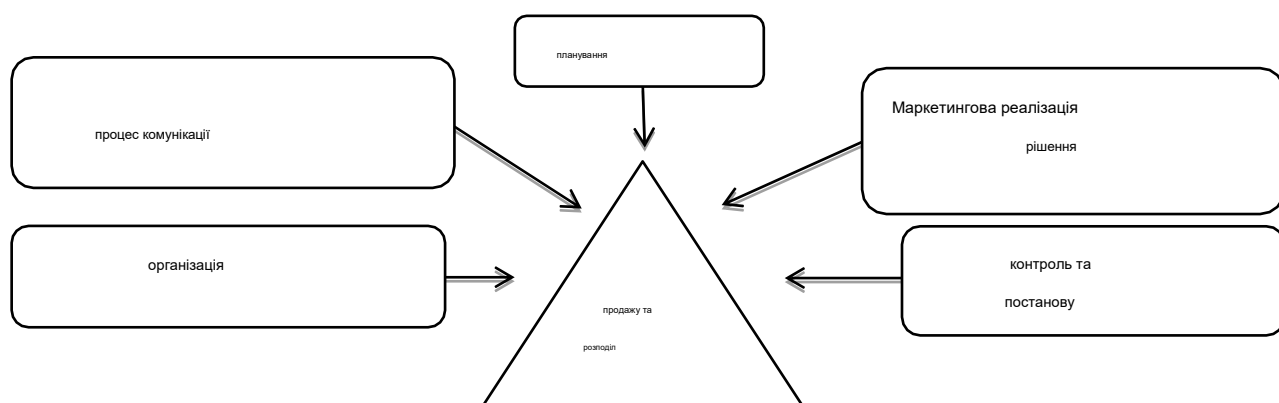 планування
процес комунікації
Маркетингова реалізація
рішення
організація
контроль та
постанову
продажу та
розподіл